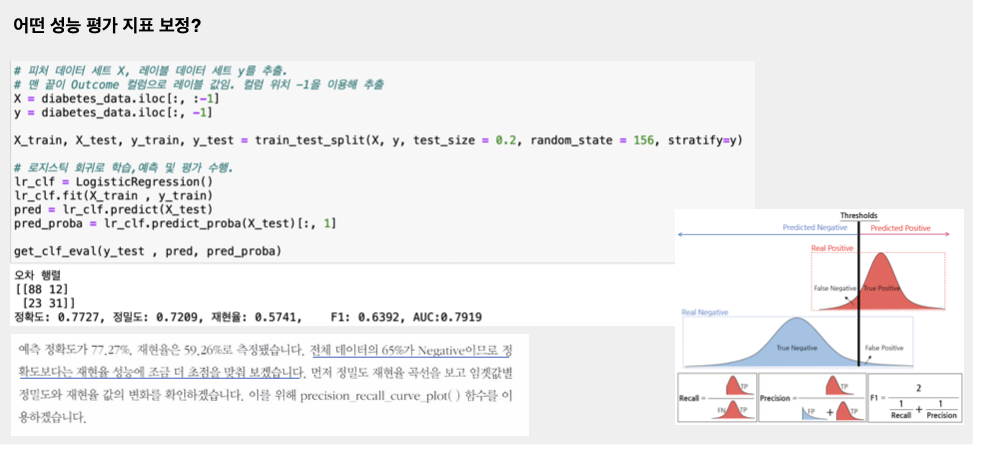 어떤 성능 평가 지표 보정?
# 피처 데이터 세트 X, 레이블 데이터 세트 y를 추출.
# 맨 끝이 Outcome 컬럼으로 레이블 값임. 컬럼 위치 -1을 이용해 추출
X = diabetes_data.iloc[:, :-1]
y = diabetes_data.iloc[:, -1]
X_train, X_test, y_train, y_test = train_test_split(X, y, test_size = 0.2, random_state = 156, stratify=y)
# 로지스틱 회귀로 학습,예측 및 평가 수행.
lr_clf = LogisticRegression()
lr_clf.fit(X_train , y_train)
pred = lr_clf.predict(X_test)
pred_proba = lr_clf.predict_proba(X_test)[:, 1]
get_clf_eval(y_test , pred, pred_proba)
오차 행렬
[[88 12]
[23 31]]
정확도: 0.7727, 정밀도: 0.7209, 재현율: 0.5741, F1: 0.6392, AUC:0.7919
예측 정확도가 77.27%, 재현율은 59.26%로 측정됐습니다. 전체 데이터의 65%가 Negative이므로 정
확도보다는 재현율 성능에 조금 더 초점을 맞춰 보겠습니다. 먼저 정밀도 재현율 곡선을 보고 임곗값별
정밀도와 재현율 값의 변화를 확인하겠습니다. 이를 위해 precision_recall_curve_plot( ) 함수를 이
용하겠습니다.
Thresholds
Predicted Negative Predicted Positive
Real Positive
False Negative True Positive
Real Negative
True Negative False Positive
Recall = TP
FN TP
Precision = TP
FP + TP
F1 = 2
1 + 1
Recall Precision